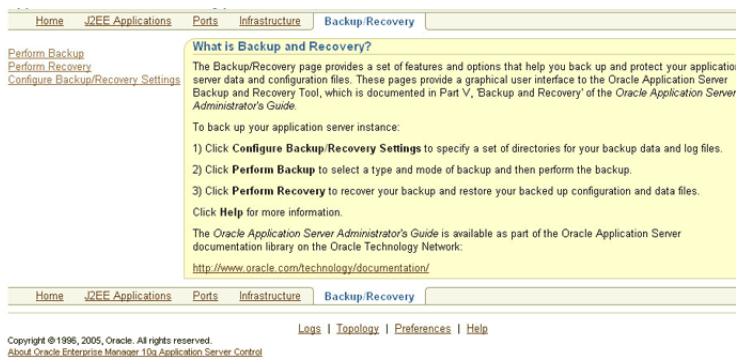 Home J2EE Applications Ports Infrastructure Backup/Recovery
Perform Backup
Perform Recovery
Configure Backup/Recovery Settings
What is Backup and Recovery?
The Backup/Recovery page provides a set of features and options that help you back up and protect your application
server data and configuration files. These pages provide a graphical user interface to the Oracle Application Server
Backup and Recovery Tool, which is documented in Part V, 'Backup and Recovery' of the Oracle Application Server
Administrator's Guide.
To back up your application server instance:
1) Click Configure Backup/Recovery Settings to specify a set of directories for your backup data and log files.
2) Click Perform Backup to select a type and mode of backup and then perform the backup.
3) Click Perform Recovery to recover your backup and restore your backed up configuration and data files.
Click Help for more information.
The Oracle Application Server Administrator's Guide is available as part of the Oracle Application Server
documentation library on the Oracle Technology Network:
http://www.oracle.com/technology/documentation/
Home J2EE Applications Ports Infrastructure Backup/Recovery
Logs | Topology | Preferences | Help
Copyright © 1996, 2005, Oracle. All rights reserved.
About Oracle Enterprise Manager 10g Application Server Control